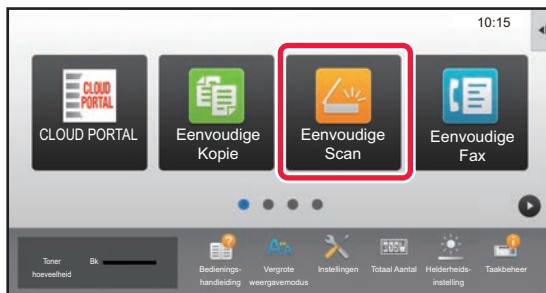 10:15
CLOUD
PORTAL
CLOUD PORTAL
Eenvoudige
Kopie
Eenvoudige
Scan
Eenvoudige
Fax
Toner
hoeveelheid
Bk
Bedienings-
handleiding
Vergrote
weergavemodus
Instellingen
Totaal Aantal
Helderheids-
instelling
Taakbeheer